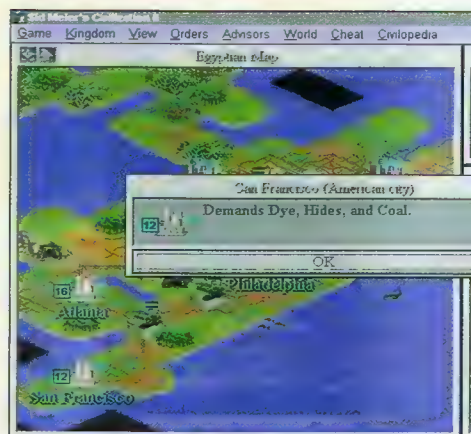 Sid Meier's Civilization II
Game Kingdom View Orders Advisors World Cheat Civilopedia
Egyptian Map
San Francisco (American city)
12
Demands Dye, Hides, and Coal.
OK
Philadelphia
16
Atlanta
12
San Francisco